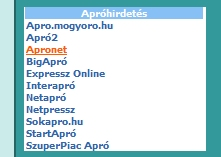 Apróhirdetés
Apro.mogyoro.hu
Apró2
Apronet
BigApró
Expressz Online
Interapró
Netapró
Netpressz
Sokapro.hu
StartApró
SzuperPiac Apró